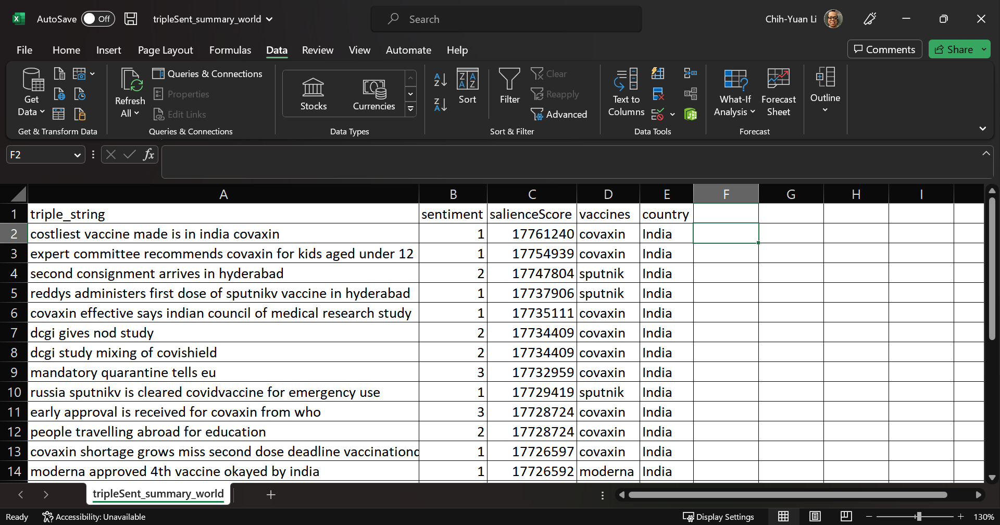 AutoSave Off tripleSent_summary_world Search Chih-Yuan Li
File Home Insert Page Layout Formulas Data Review View Automate Help Comments Share
Get Data
Refresh All
Queries & Connections
Properties
Edit Links
Stocks
Currencies
Sort
Filter
Clear
Reapply
Advanced
Text to Columns
What-If Analysis
Forecast Sheet
Outline
Get & Transform Data Queries & Connections Data Types Sort & Filter Data Tools Forecast
F2 fx
A B C D E F G H I
1 triple_string sentiment salienceScore vaccines country
2 costliest vaccine made is in india covaxin 1 17761240 covaxin India
3 expert committee recommends covaxin for kids aged under 12 1 17754939 covaxin India
4 second consignment arrives in hyderabad 2 17747804 sputnik India
5 reddys administers first dose of sputnikv vaccine in hyderabad 1 17737906 sputnik India
6 covaxin effective says indian council of medical research study 1 17735111 covaxin India
7 dcgi gives nod study 2 17734409 covaxin India
8 dcgi study mixing of covishield 2 17734409 covaxin India
9 mandatory quarantine tells eu 3 17732959 covaxin India
10 russia sputnikv is cleared covidvaccine for emergency use 1 17729419 sputnik India
11 early approval is received for covaxin from who 3 17728724 covaxin India
12 people travelling abroad for education 2 17728724 covaxin India
13 covaxin shortage grows miss second dose deadline vaccinationd 1 17726597 covaxin India
14 moderna approved 4th vaccine okayed by india 1 17726592 moderna India
tripleSent_summary_world
Ready Accessibility: Unavailable Display Settings 130%